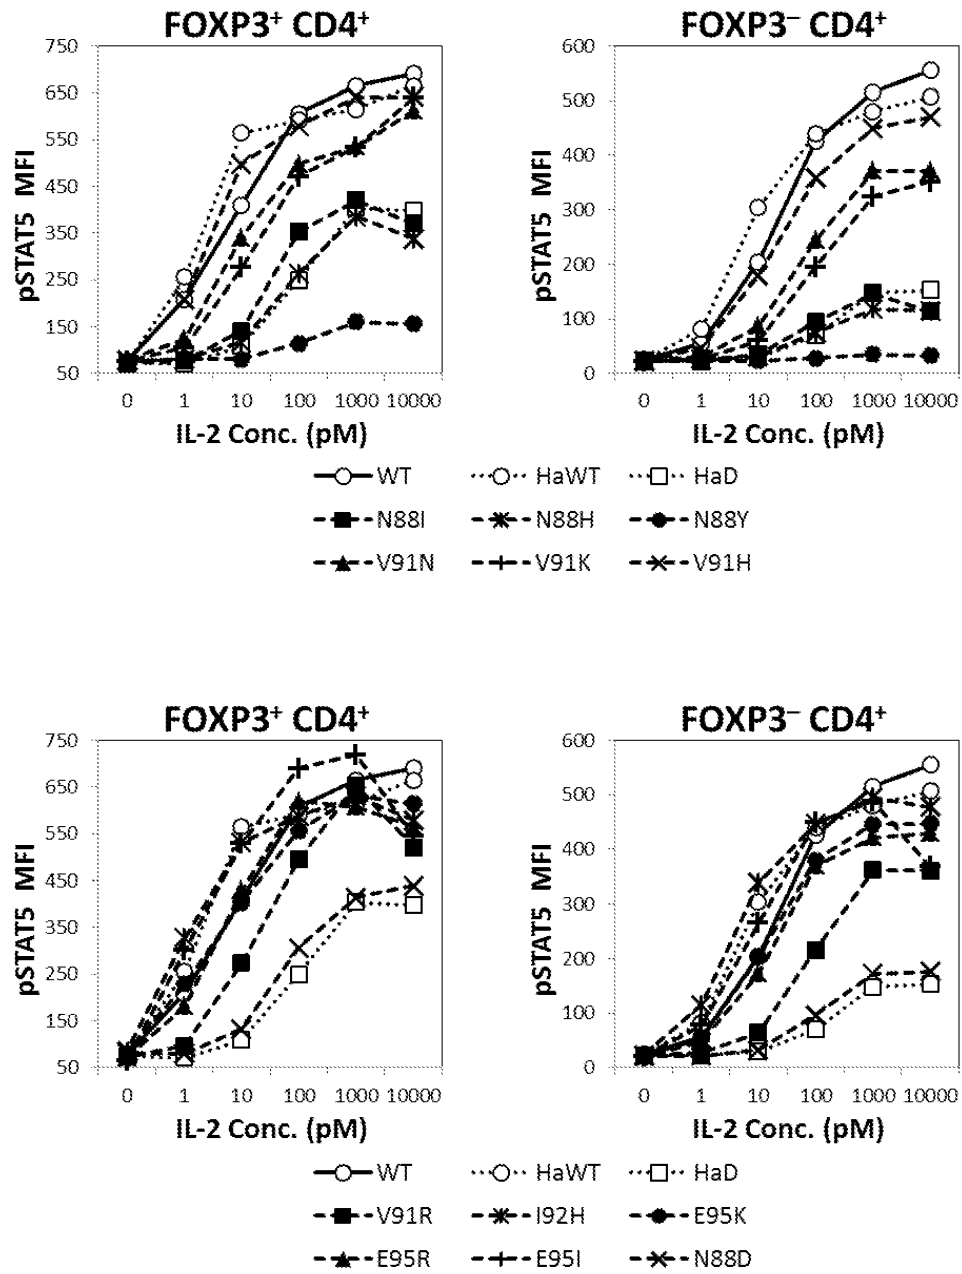 FOXP3⁺ CD4⁺
FOXP3⁻ CD4⁺
pSTAT5 MFI
750
650
550
450
350
250
150
50
0 1 10 100 1000 10000
IL-2 Conc. (pM)
pSTAT5 MFI
600
500
400
300
200
100
0
0 1 10 100 1000 10000
IL-2 Conc. (pM)
WT HaWT HaD
N88I N88H N88Y
V91N V91K V91H
FOXP3⁺ CD4⁺
FOXP3⁻ CD4⁺
pSTAT5 MFI
750
650
550
450
350
250
150
50
0 1 10 100 1000 10000
IL-2 Conc. (pM)
pSTAT5 MFI
600
500
400
300
200
100
0
0 1 10 100 1000 10000
IL-2 Conc. (pM)
WT HaWT HaD
V91R I92H E95K
E95R E95I N88D